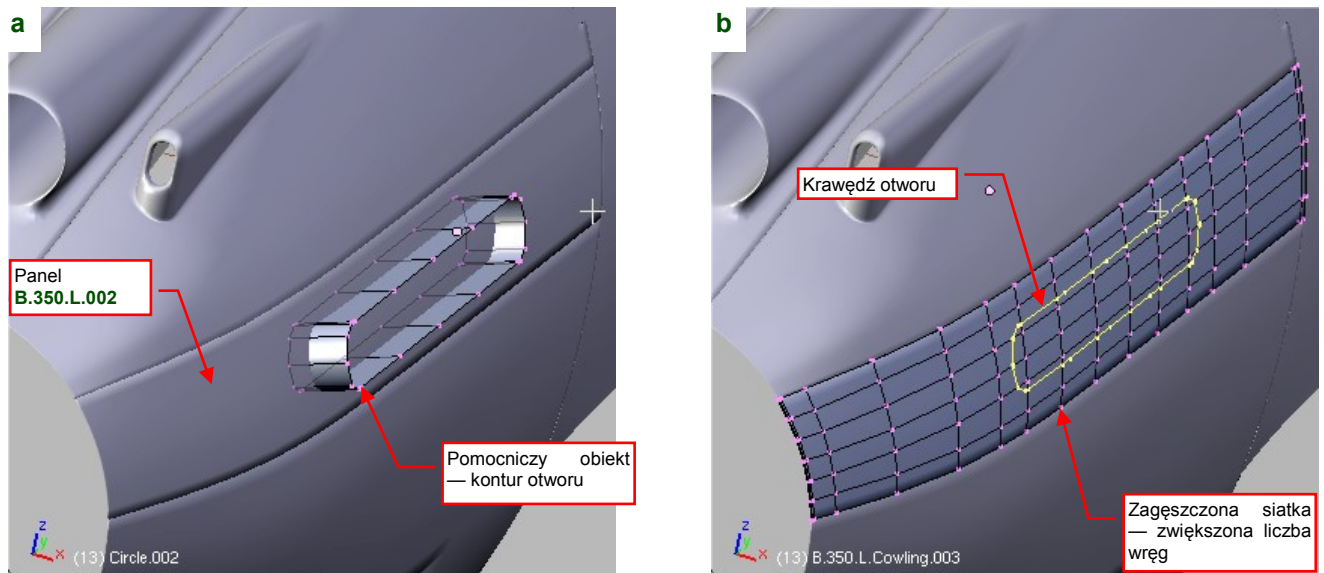 a
Panel
B.350.L.002
Pomocniczy obiekt
— kontur otworu
z
y
x
(13) Circle.002
b
Krawędź otworu
Zagęszczona siatka
— zwiększona liczba
wręg
z
y
x
(13) B.350.L.Cowling.003